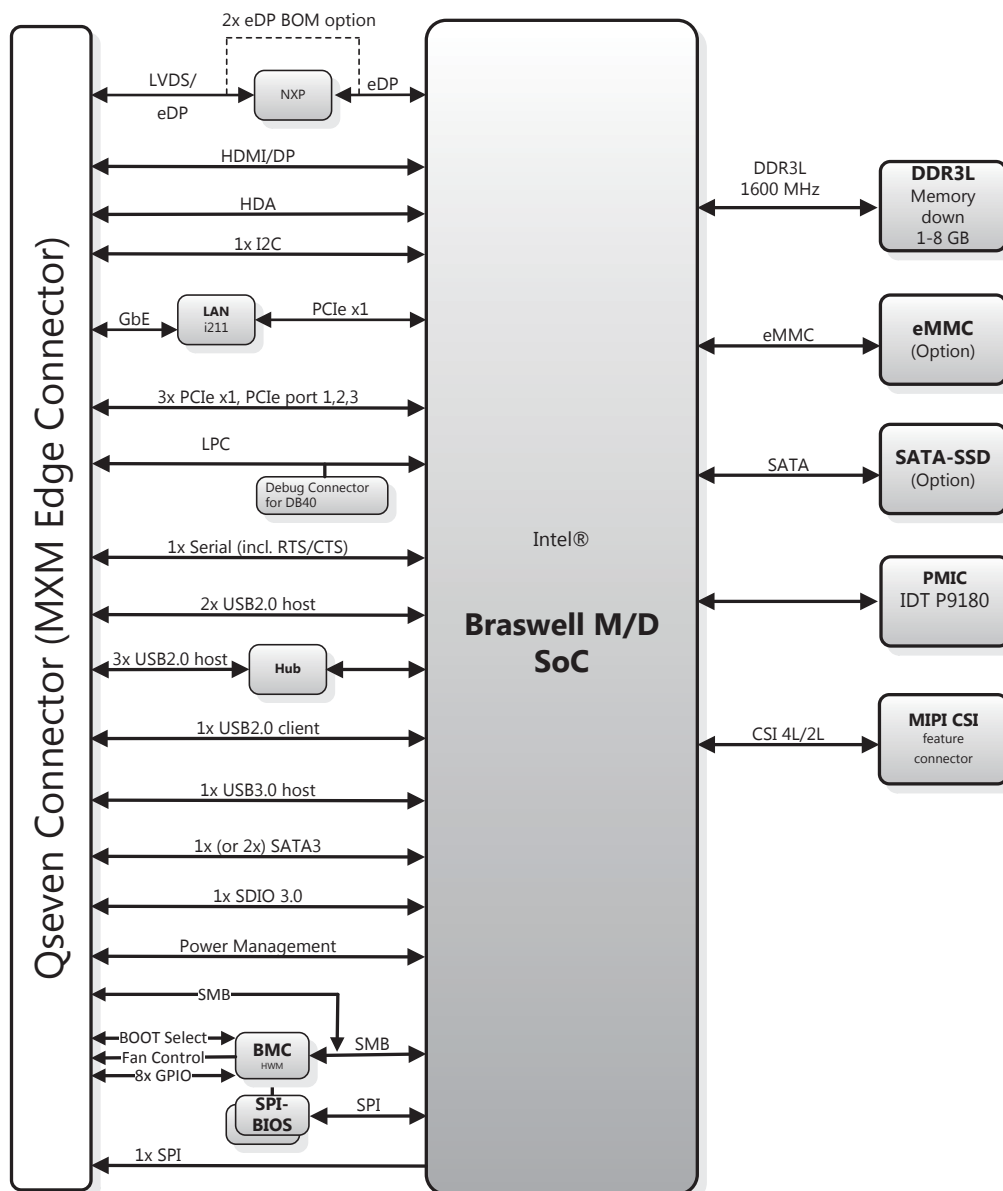 2x eDP BOM option
LVDS/
eDP
NXP
eDP
HDMI/DP
HDA
1x I2C
GbE
LAN
i211
PCIe x1
3x PCIe x1, PCIe port 1,2,3
LPC
Debug Connector
for DB40
1x Serial (incl. RTS/CTS)
2x USB2.0 host
3x USB2.0 host
Hub
1x USB2.0 client
1x USB3.0 host
1x (or 2x) SATA3
1x SDIO 3.0
Power Management
SMB
BOOT Select
Fan Control
8x GPIO
BMC
HWM
SMB
SPI-
BIOS
SPI
1x SPI
Qseven Connector (MXM Edge Connector)
Intel®
Braswell M/D
SoC
DDR3L
1600 MHz
DDR3L
Memory
down
1-8 GB
eMMC
eMMC
(Option)
SATA
SATA-SSD
(Option)
PMIC
IDT P9180
CSI 4L/2L
MIPI CSI
feature
connector